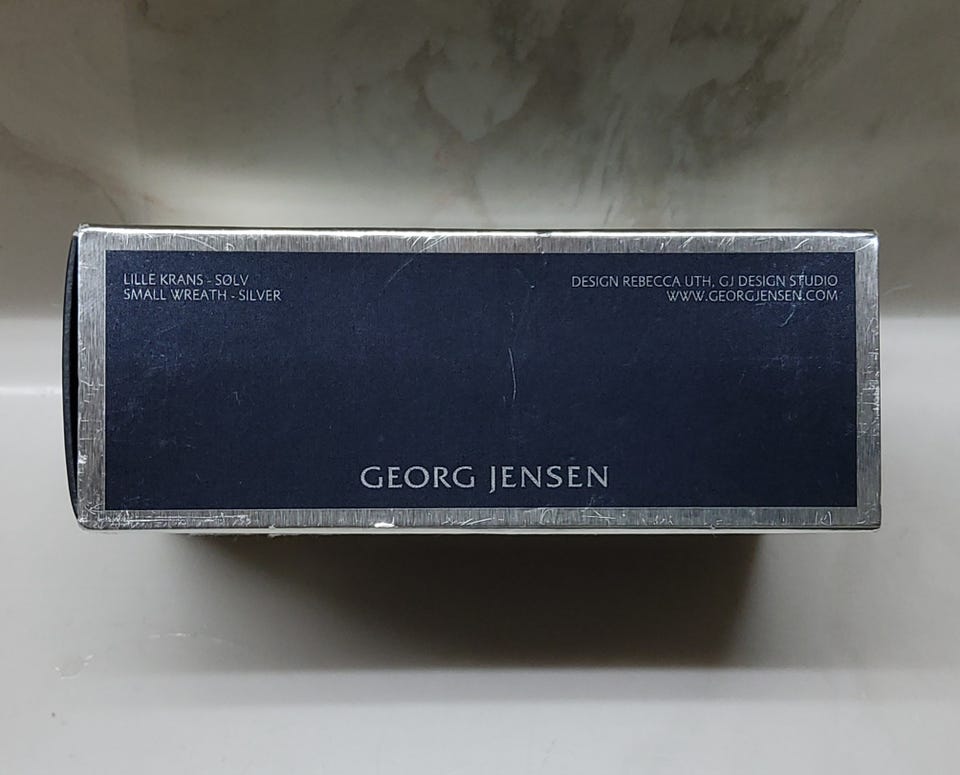 LILLE KRANS - SØLV
SMALL WREATH - SILVER
DESIGN REBECCA UTH, GJ DESIGN STUDIO
WWW.GEORGJENSEN.COM
GEORG JENSEN